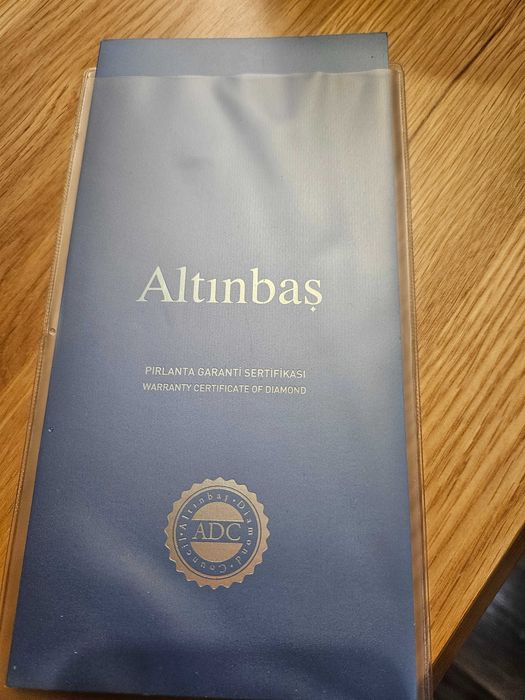 Altınbaş
PIRLANTA GARANTİ SERTİFİKASI
WARRANTY CERTIFICATE OF DIAMOND
Altınbaş · Diamond · Council ·
ADC